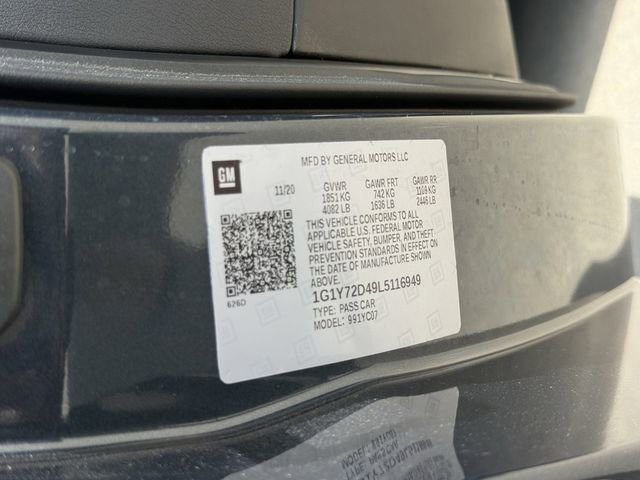 GM
MFD BY GENERAL MOTORS LLC
11/20 GVWR GAWR FRT GAWR RR
1851 KG 742 KG 1109 KG
4082 LB 1636 LB 2446 LB
THIS VEHICLE CONFORMS TO ALL
APPLICABLE U.S. FEDERAL MOTOR
VEHICLE SAFETY, BUMPER, AND THEFT
PREVENTION STANDARDS IN EFFECT ON
THE DATE OF MANUFACTURE SHOWN
ABOVE.
626D
1G1Y72D49L5116949
TYPE: PASS CAR
MODEL: 991YC07